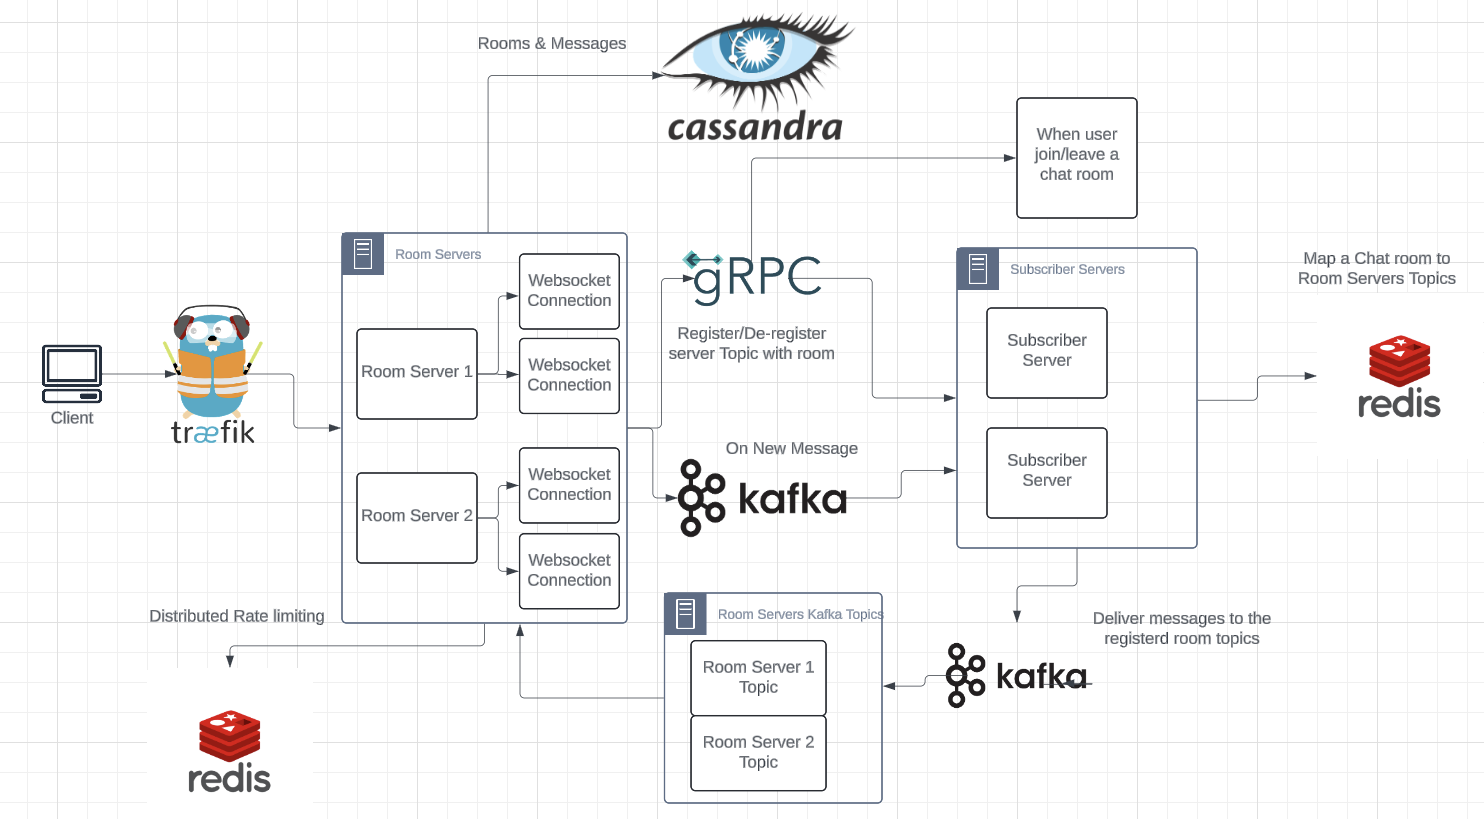 Rooms & Messages
cassandra
When user
join/leave a
chat room
Room Servers
Websocket
Connection
Websocket
Connection
Room Server 1
Websocket
Connection
Room Server 2
Websocket
Connection
gRPC
Register/De-register
server Topic with room
Subscriber Servers
Subscriber
Server
Subscriber
Server
Map a Chat room to
Room Servers Topics
redis
Client
træfik
On New Message
kafka
Distributed Rate limiting
redis
Room Servers Kafka Topics
Room Server 1
Topic
Room Server 2
Topic
Deliver messages to the
registerd room topics
kafka